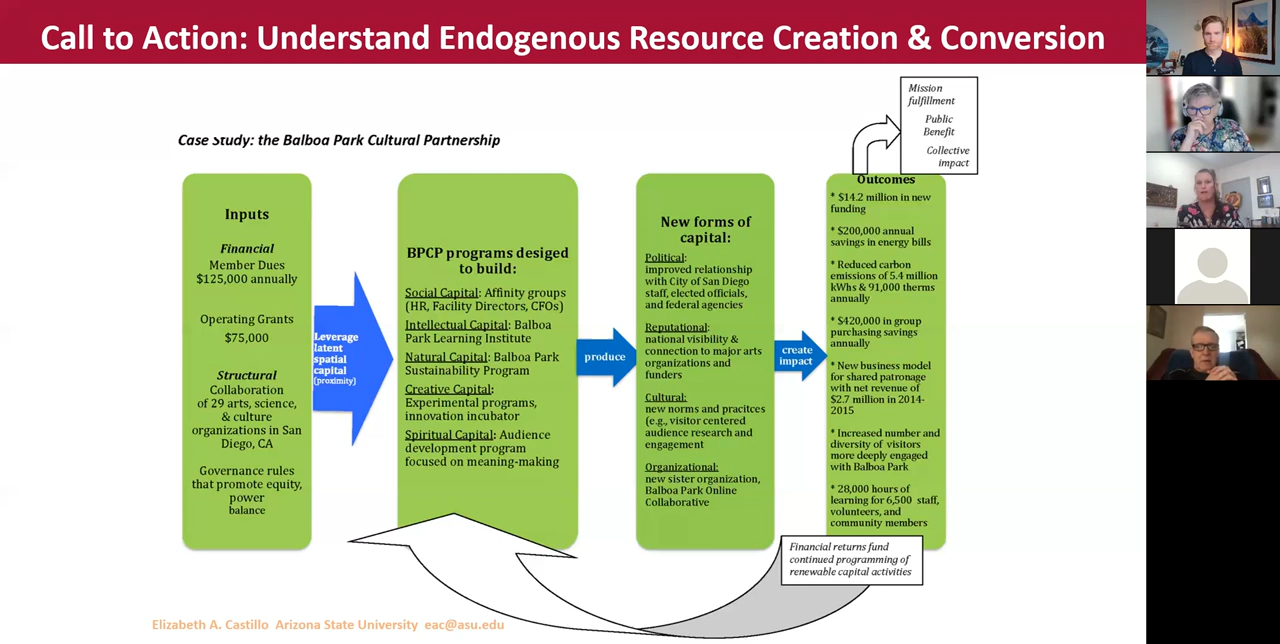 Call to Action: Understand Endogenous Resource Creation & Conversion
Case Study: the Balboa Park Cultural Partnership
Inputs
Financial
Member Dues
$125,000 annually
Operating Grants
$75,000
Structural
Collaboration
of 29 arts, science,
& culture
organizations in San
Diego, CA
Governance rules
that promote equity,
power
balance
Leverage
latent
spatial
capital
(proximity)
BPCP programs desiged
to build:
Social Capital: Affinity groups
(HR, Facility Directors, CFOs)
Intellectual Capital: Balboa
Park Learning Institute
Natural Capital: Balboa Park
Sustainability Program
Creative Capital:
Experimental programs,
innovation incubator
Spiritual Capital: Audience
development program
focused on meaning-making
produce
New forms of
capital:
Political:
improved relationship
with City of San Diego
staff, elected officials,
and federal agencies
Reputational:
national visibility &
connection to major arts
organizations and
funders
Cultural:
new norms and pracitces
(e.g., visitor centered
audience research and
engagement
Organizational:
new sister organization,
Balboa Park Online
Collaborative
create
impact
Mission
fulfillment
Public
Benefit
Collective
impact
Outcomes
* $14.2 million in new
funding
* $200,000 annual
savings in energy bills
* Reduced carbon
emissions of 5.4 million
kWhs & 91,000 therms
annually
* $420,000 in group
purchasing savings
annually
* New business model
for shared patronage
with net revenue of
$2.7 million in 2014-
2015
* Increased number and
diversity of visitors
more deeply engaged
with Balboa Park
* 28,000 hours of
learning for 6,500 staff,
volunteers, and
community members
Financial returns fund
continued programming of
renewable capital activities
Elizabeth A. Castillo Arizona State University eac@asu.edu